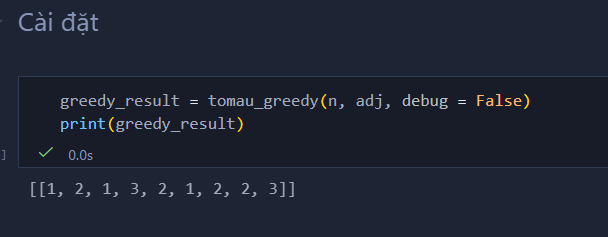 Cài đặt
greedy_result = tomau_greedy(n, adj, debug = False)
print(greedy_result)
]
0.0s
[[1, 2, 1, 3, 2, 1, 2, 2, 3]]